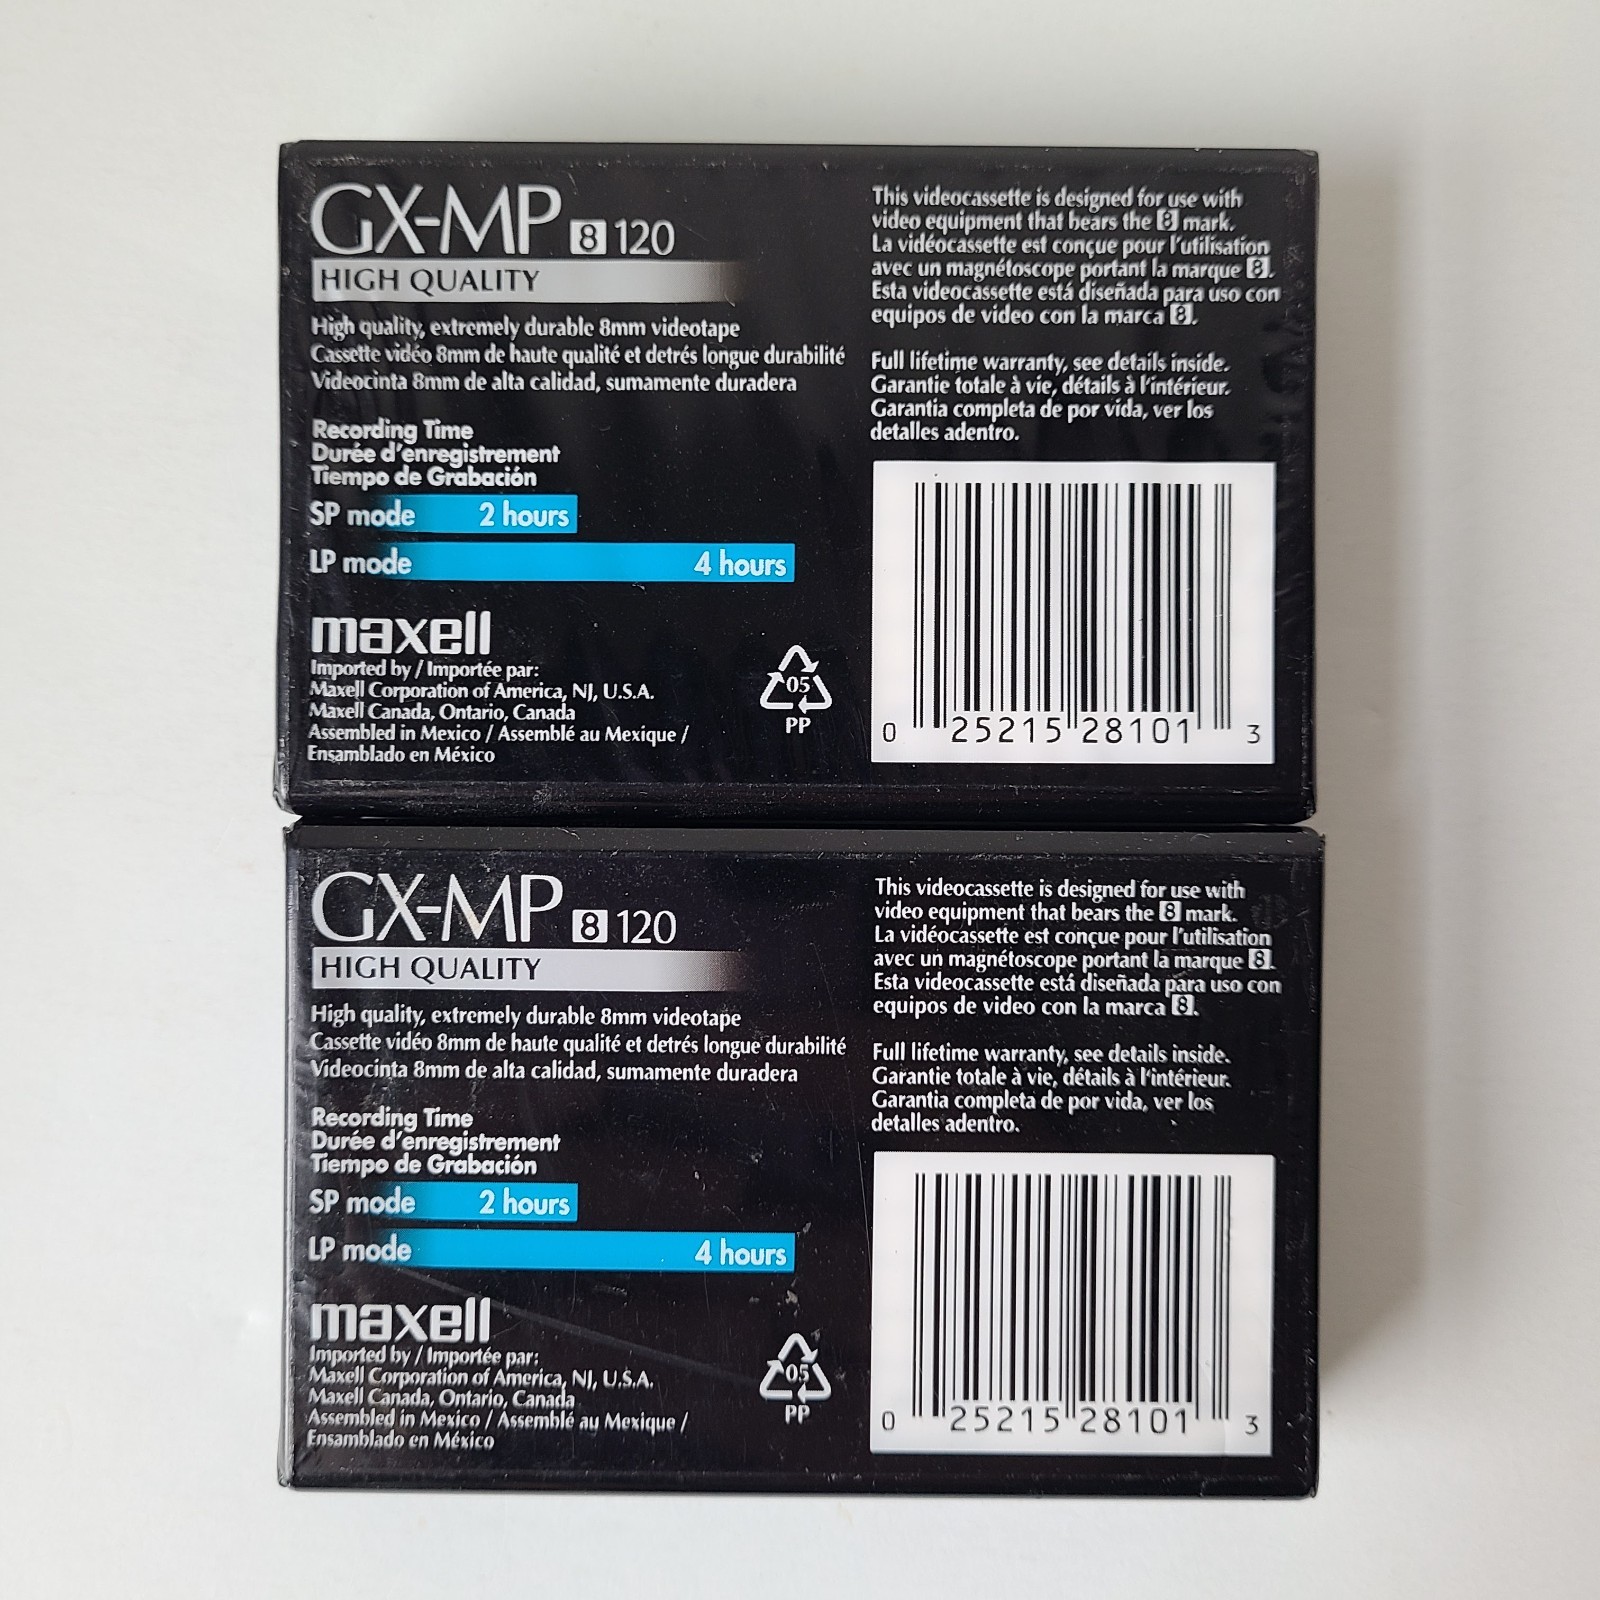 GX-MP 8 120
HIGH QUALITY
High quality, extremely durable 8mm videotape
Cassette vidéo 8mm de haute qualité et detrés longue durabilité
Videocinta 8mm de alta calidad, sumamente duradera
Recording Time
Durée d'enregistrement
Tiempo de Grabación
SP mode 2 hours
LP mode 4 hours
maxell
Imported by / Importée par:
Maxell Corporation of America, NJ, U.S.A.
Maxell Canada, Ontario, Canada
Assembled in Mexico / Assemblé au Mexique /
Ensamblado en México
05
PP
This videocassette is designed for use with
video equipment that bears the 8 mark.
La vidéocassette est conçue pour l'utilisation
avec un magnétoscope portant la marque 8.
Esta videocassette está diseñada para uso con
equipos de video con la marca 8.
Full lifetime warranty, see details inside.
Garantie totale à vie, détails à l'intérieur.
Garantia completa de por vida, ver los
detalles adentro.
0 25215 28101 3
GX-MP 8 120
HIGH QUALITY
High quality, extremely durable 8mm videotape
Cassette vidéo 8mm de haute qualité et detrés longue durabilité
Videocinta 8mm de alta calidad, sumamente duradera
Recording Time
Durée d'enregistrement
Tiempo de Grabación
SP mode 2 hours
LP mode 4 hours
maxell
Imported by / Importée par:
Maxell Corporation of America, NJ, U.S.A.
Maxell Canada, Ontario, Canada
Assembled in Mexico / Assemblé au Mexique /
Ensamblado en México
05
PP
This videocassette is designed for use with
video equipment that bears the 8 mark.
La vidéocassette est conçue pour l'utilisation
avec un magnétoscope portant la marque 8.
Esta videocassette está diseñada para uso con
equipos de video con la marca 8.
Full lifetime warranty, see details inside.
Garantie totale à vie, détails à l'intérieur.
Garantia completa de por vida, ver los
detalles adentro.
0 25215 28101 3